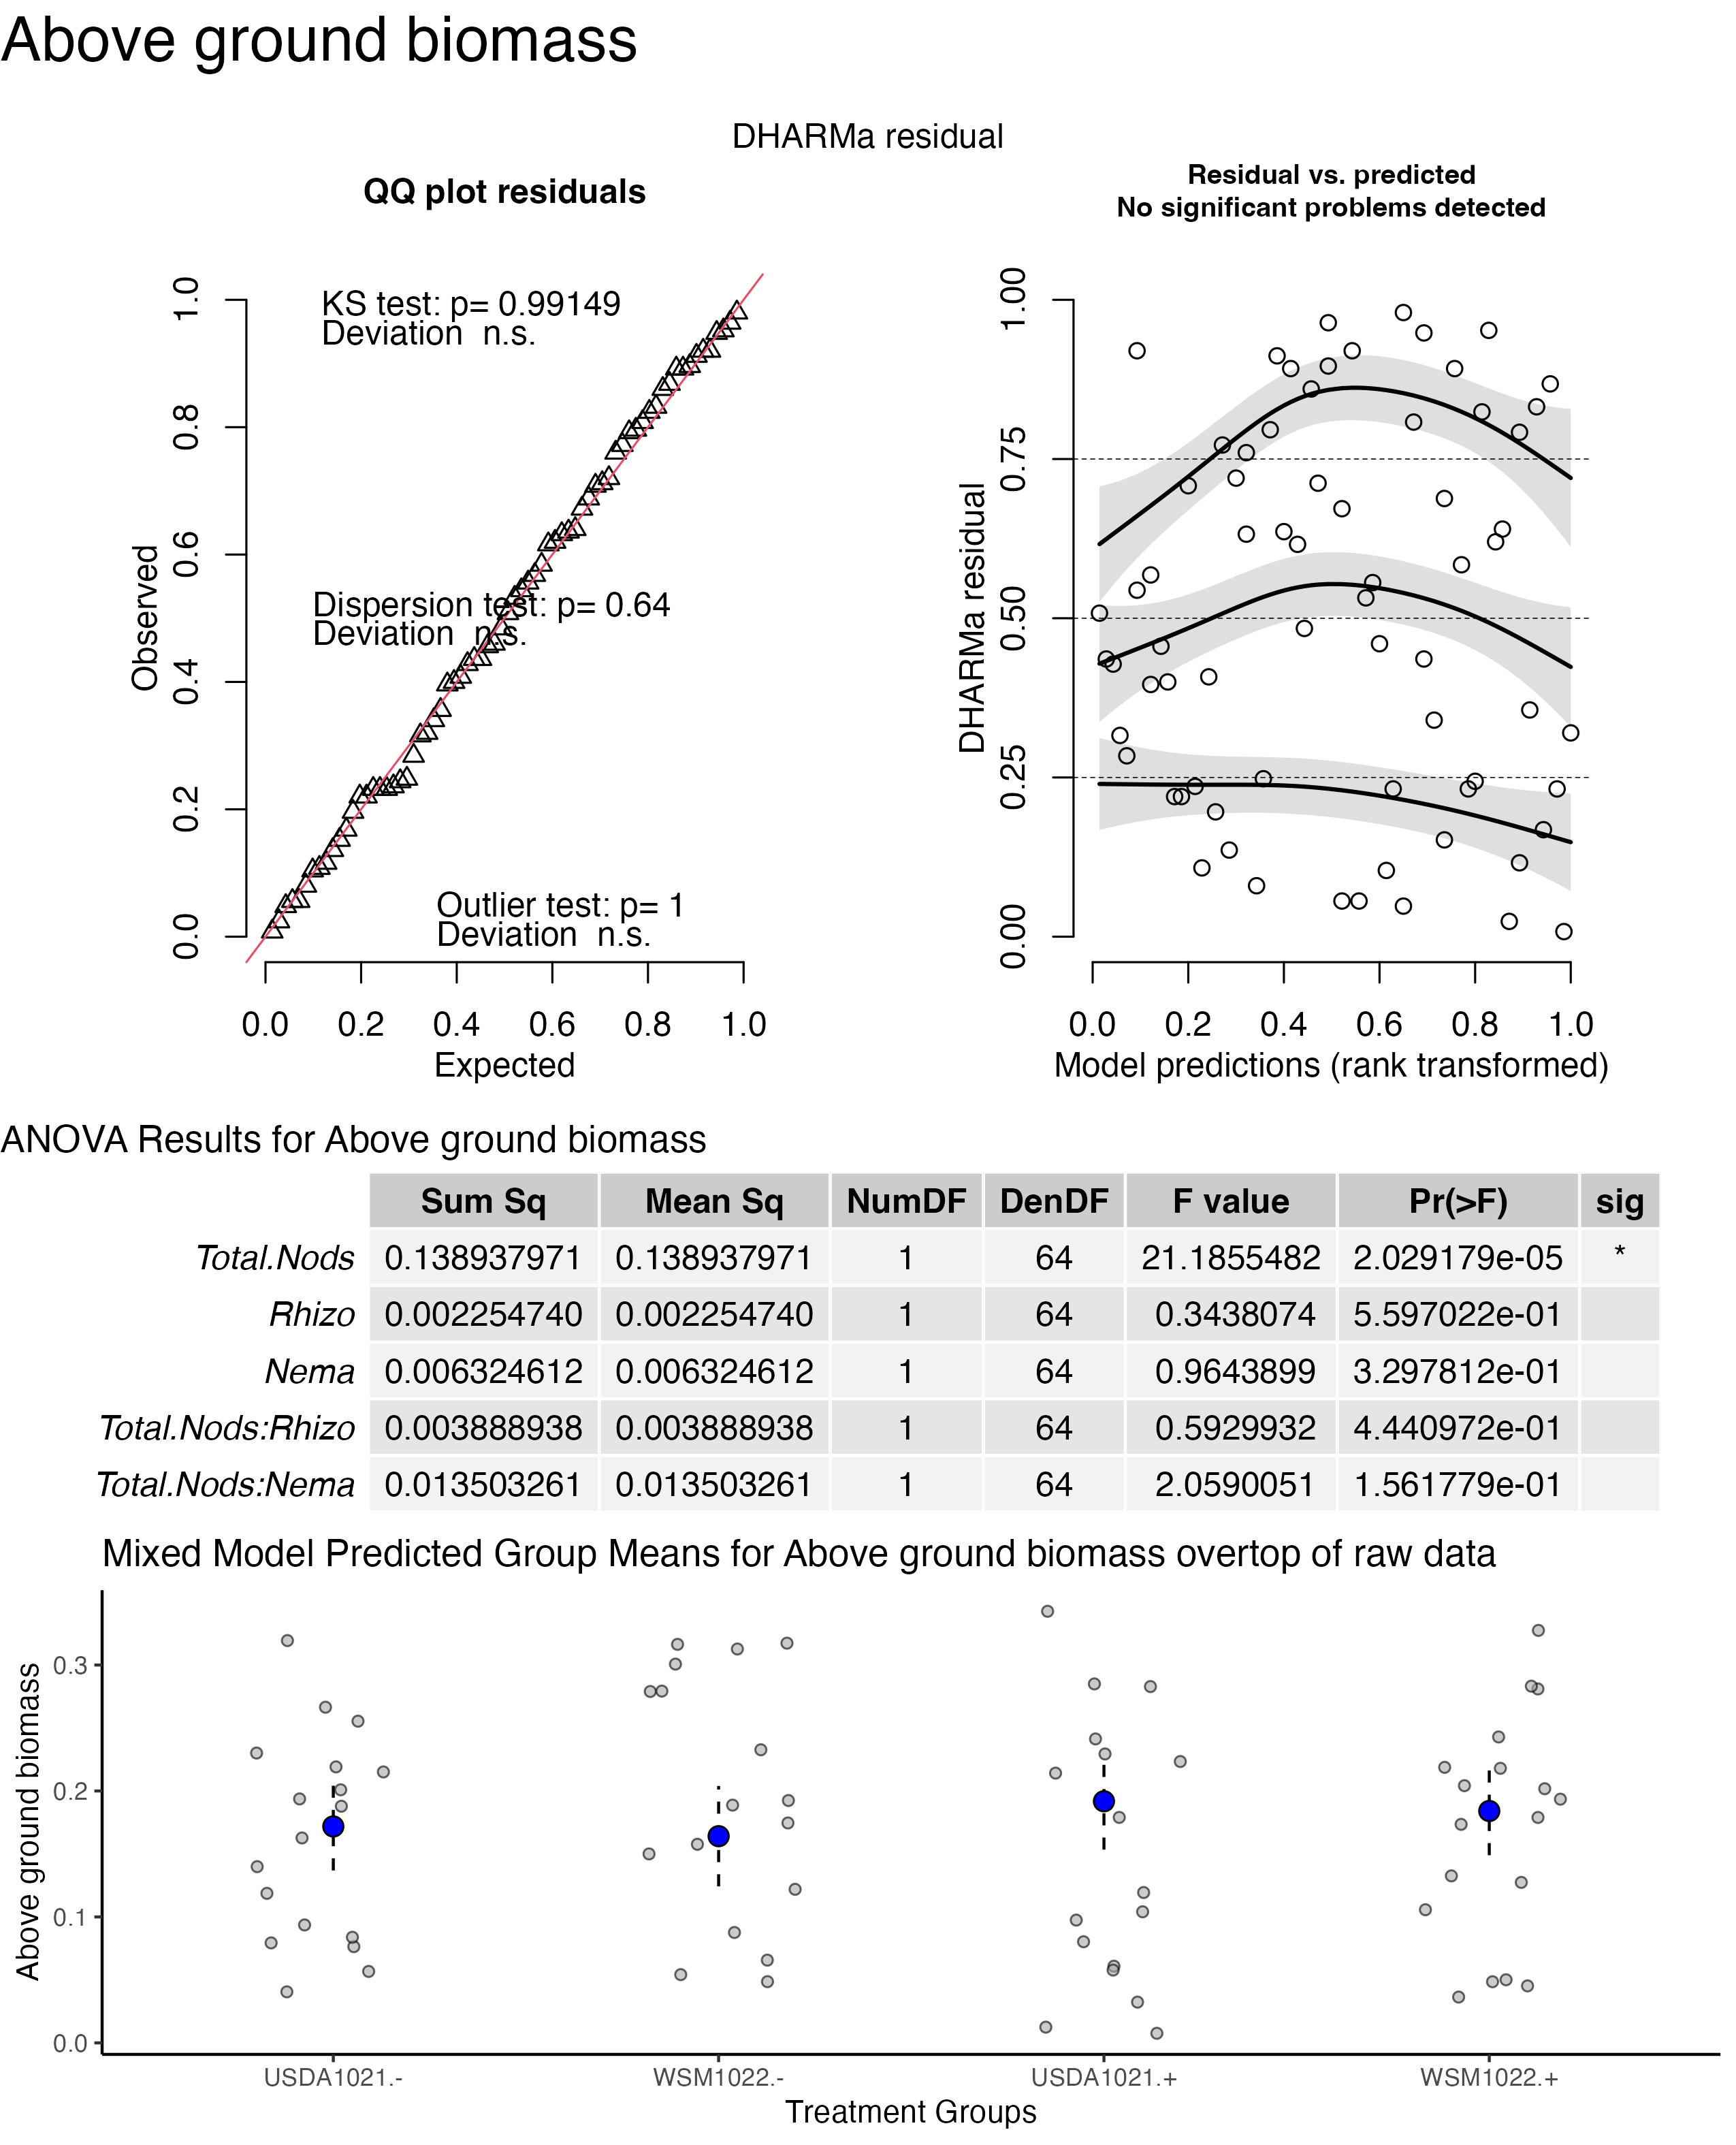 Above ground biomass
DHARMa residual
QQ plot residuals
KS test: p= 0.99149
Deviation n.s.
Dispersion test: p= 0.64
Deviation n.s.
Outlier test: p= 1
Deviation n.s.
Observed
0.0 0.2 0.4 0.6 0.8 1.0
0.0 0.2 0.4 0.6 0.8 1.0
Expected
Residual vs. predicted
No significant problems detected
DHARMa residual
0.00 0.25 0.50 0.75 1.00
0.0 0.2 0.4 0.6 0.8 1.0
Model predictions (rank transformed)
ANOVA Results for Above ground biomass
Sum Sq Mean Sq NumDF DenDF F value Pr(>F) sig
Total.Nods 0.138937971 0.138937971 1 64 21.1855482 2.029179e-05 *
Rhizo 0.002254740 0.002254740 1 64 0.3438074 5.597022e-01
Nema 0.006324612 0.006324612 1 64 0.9643899 3.297812e-01
Total.Nods:Rhizo 0.003888938 0.003888938 1 64 0.5929932 4.440972e-01
Total.Nods:Nema 0.013503261 0.013503261 1 64 2.0590051 1.561779e-01
Mixed Model Predicted Group Means for Above ground biomass overtop of raw data
Above ground biomass
0.3
0.2
0.1
0.0
USDA1021.- WSM1022.- USDA1021.+ WSM1022.+
Treatment Groups